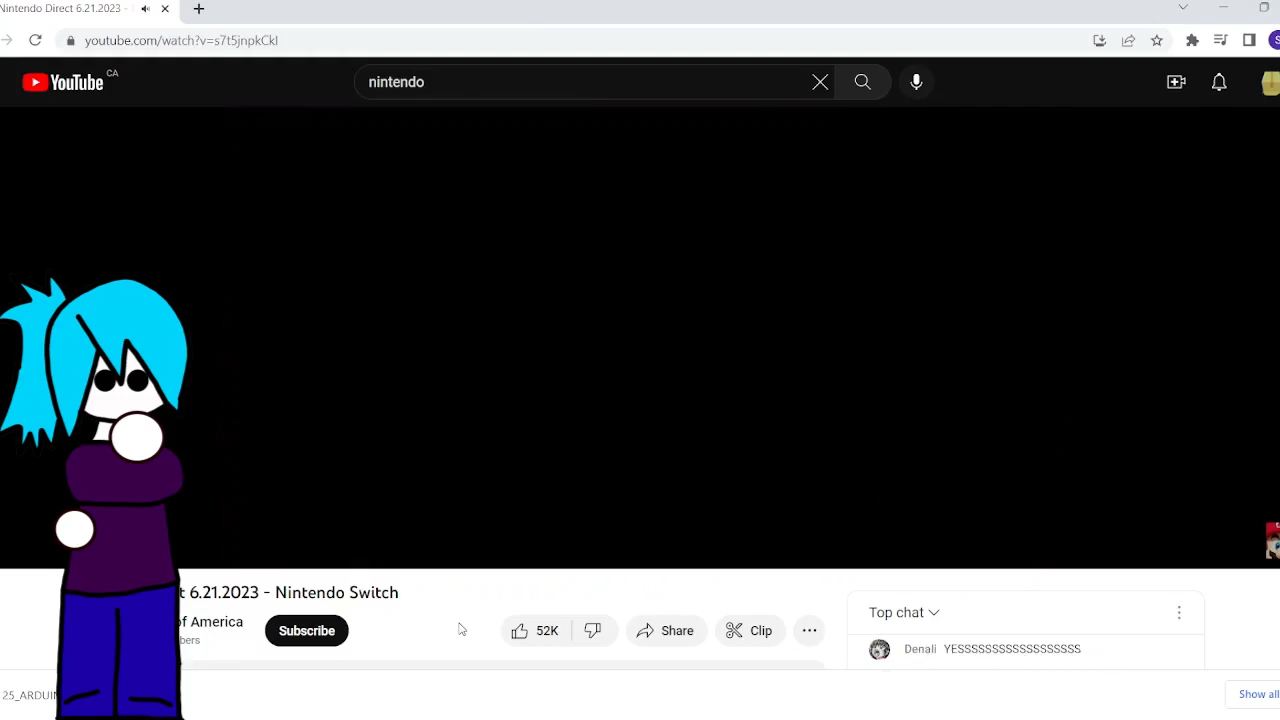 Nintendo Direct 6.21.2023 -
youtube.com/watch?v=s7t5jnpkCkI
YouTube CA
nintendo
6.21.2023 - Nintendo Switch
of America
Subscribe
52K
Share
Clip
Top chat
Denali YESSSSSSSSSSSSSSSSSS
25_ARDUI
Show all